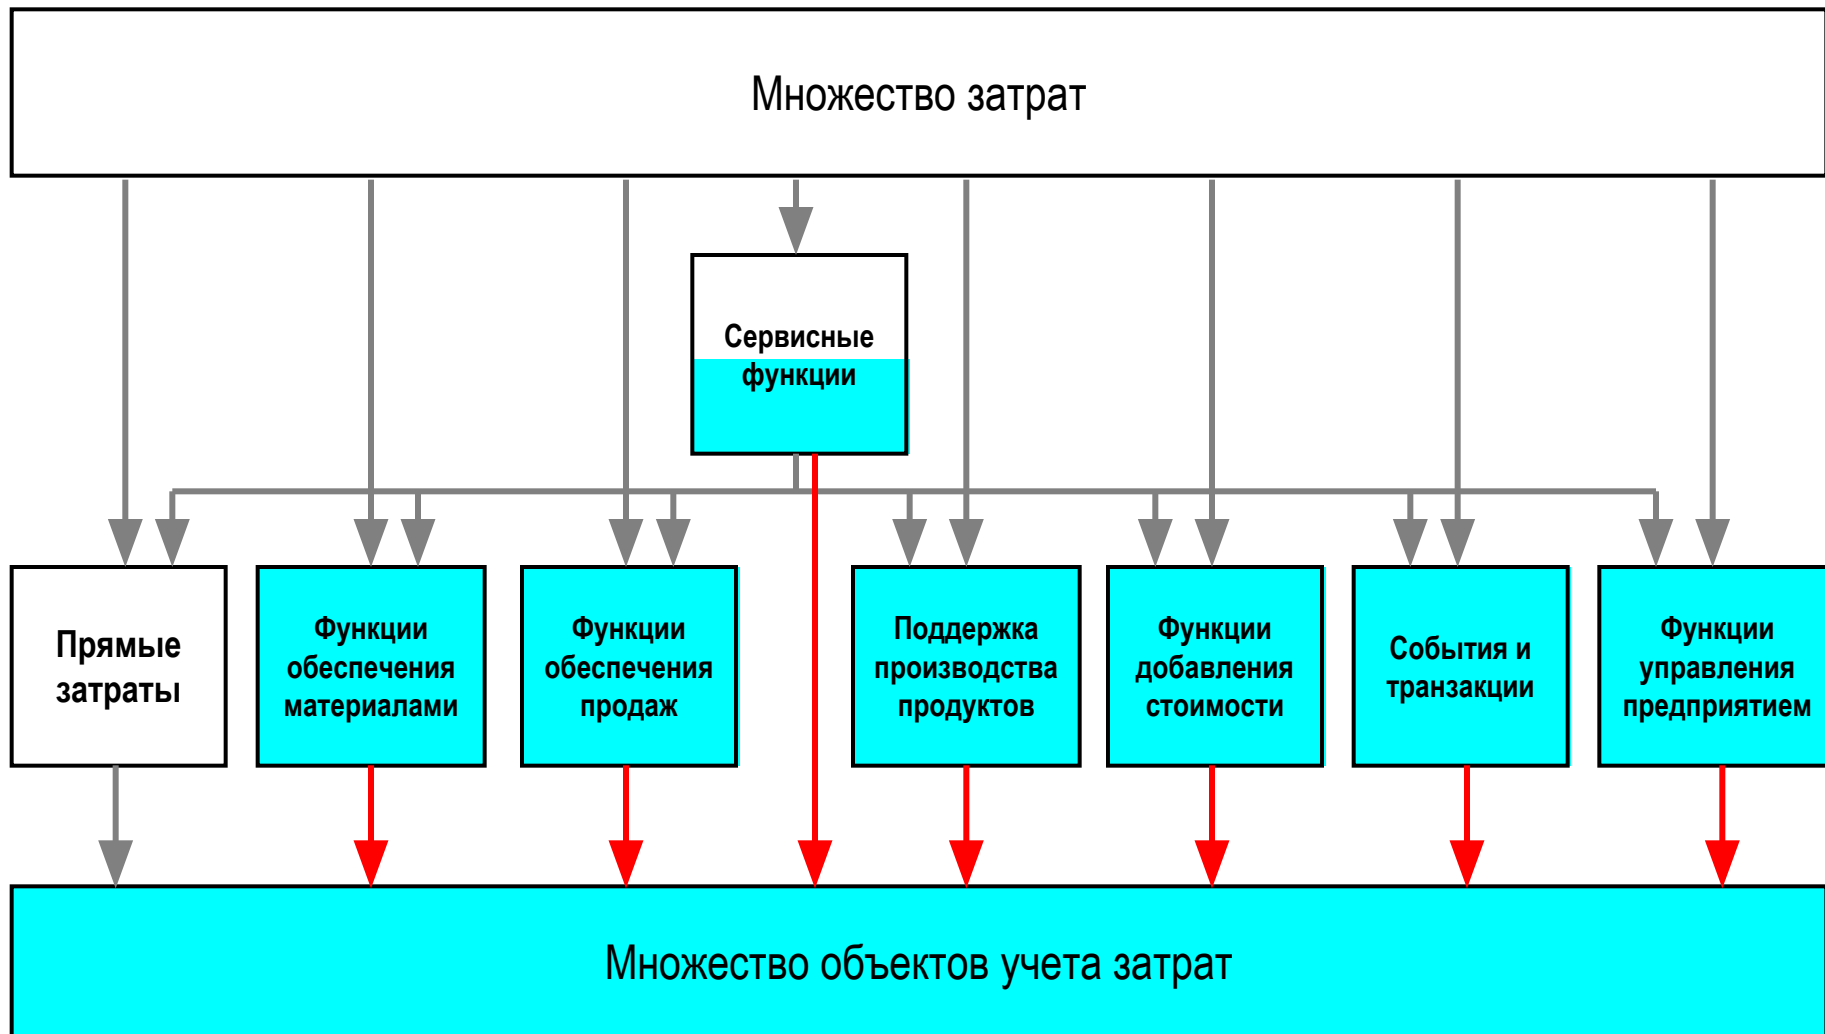 Множество затрат
Сервисные
функции
Прямые
затраты
Функции
обеспечения
материалами
Функции
обеспечения
продаж
Поддержка
производства
продуктов
Функции
добавления
стоимости
События и
транзакции
Функции
управления
предприятием
Множество объектов учета затрат